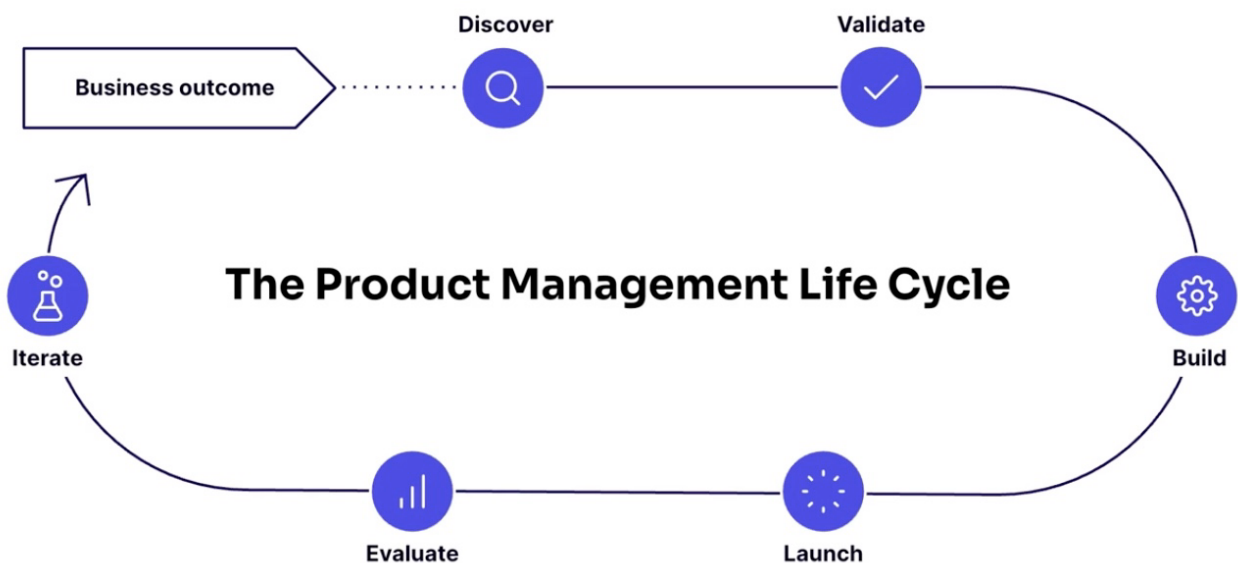 Discover
Validate
Business outcome
The Product Management Life Cycle
Iterate
Build
Evaluate
Launch